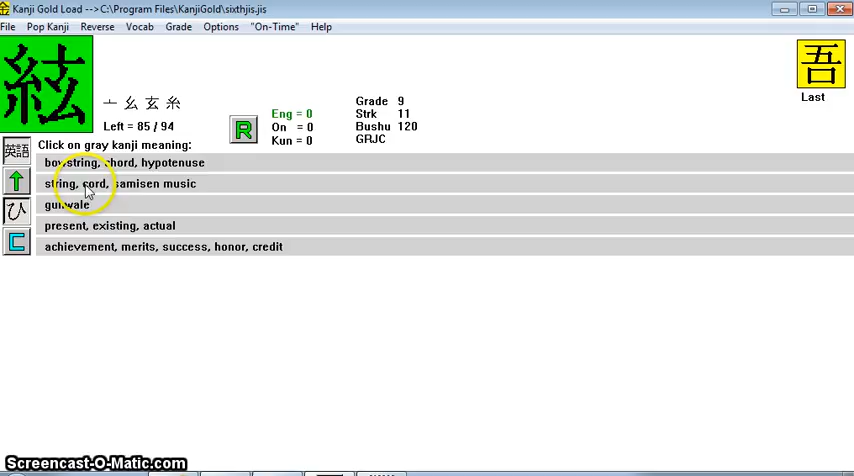 Kanji Gold Load -->C:\Program Files\KanjiGold\sixthjis.jis
File Pop Kanji Reverse Vocab Grade Options "On-Time" Help
絃
亠 幺 玄 糸
Left = 85 / 94
R
Eng = 0
On = 0
Kun = 0
Grade 9
Strk 11
Bushu 120
GRJC
吾
Last
英語
Click on gray kanji meaning:
bowstring, chord, hypotenuse
string, cord, samisen music
gunwale
ひ
present, existing, actual
achievement, merits, success, honor, credit
Screencast-O-Matic.com